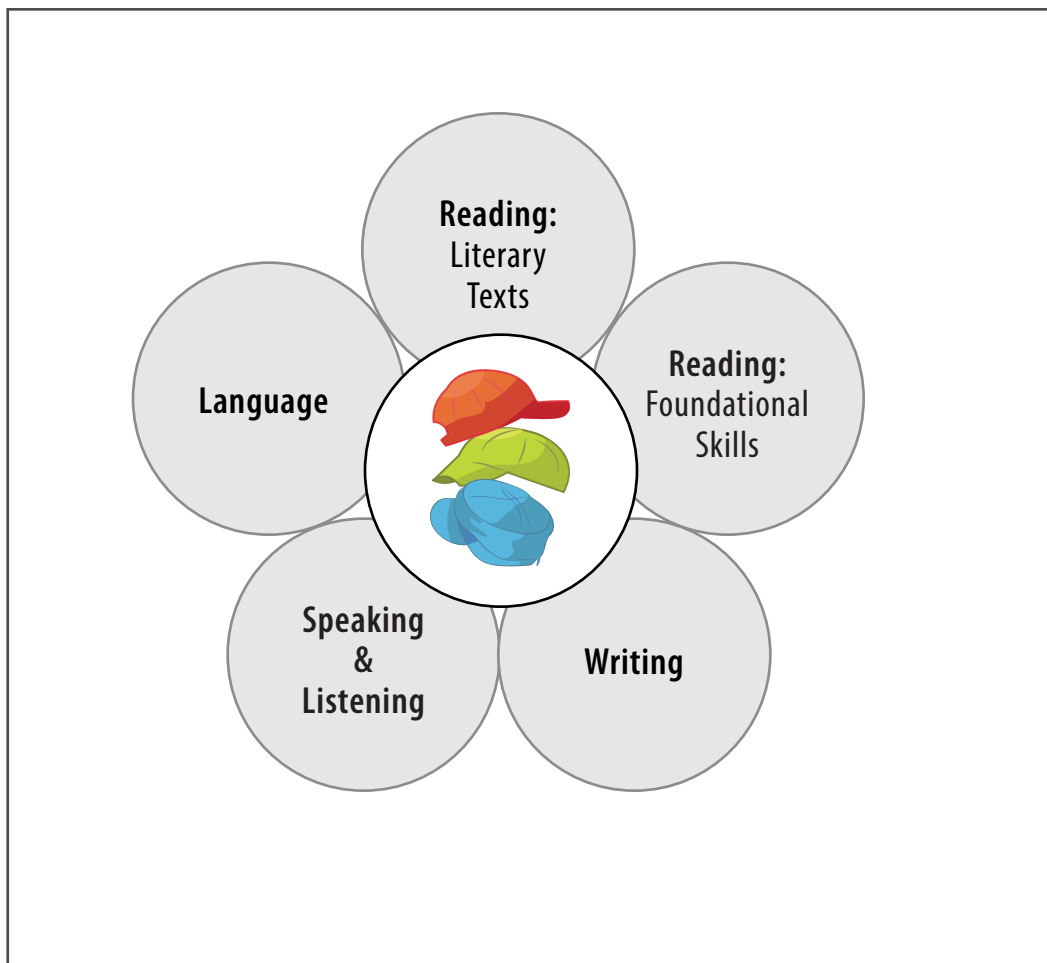 Reading:
Literary
Texts
Reading:
Foundational
Skills
Language
Speaking
&
Listening
Writing